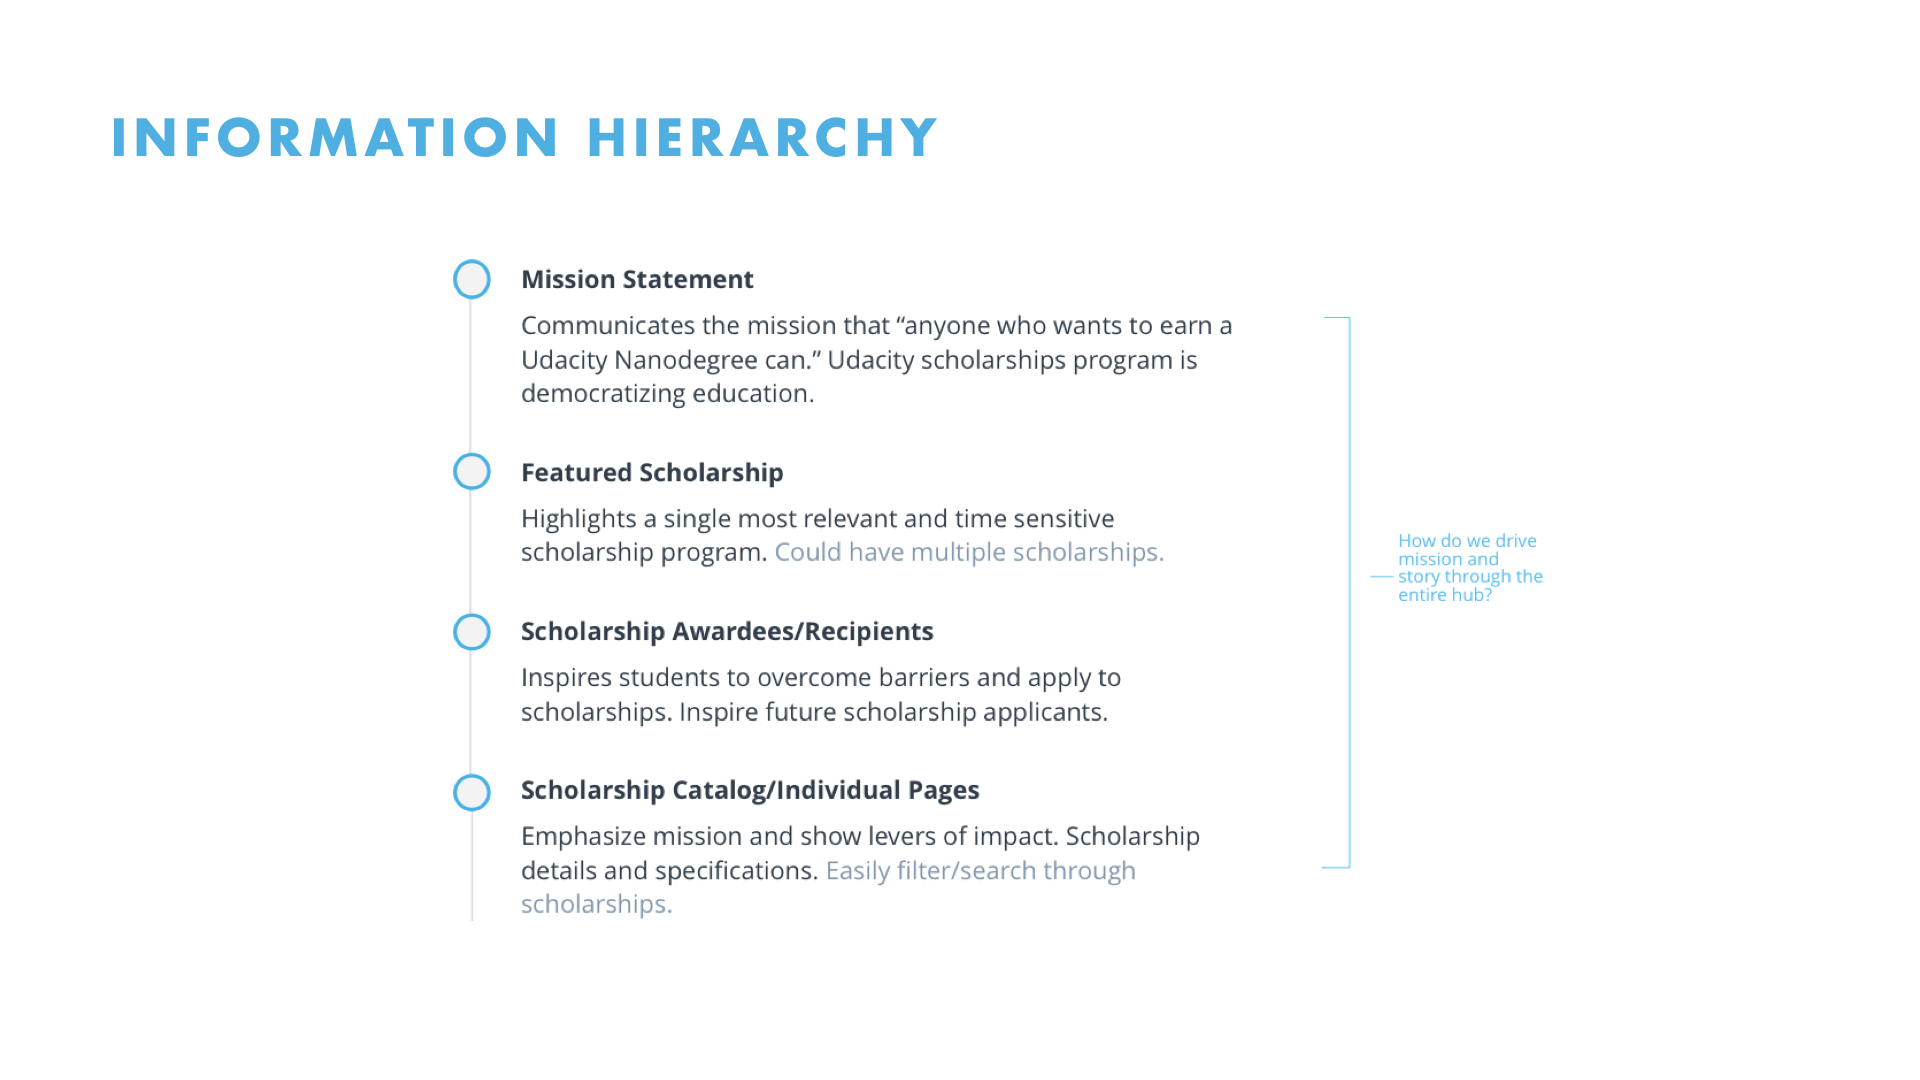 INFORMATION HIERARCHY
Mission Statement
Communicates the mission that “anyone who wants to earn a
Udacity Nanodegree can.” Udacity scholarships program is
democratizing education.
Featured Scholarship
Highlights a single most relevant and time sensitive
scholarship program. Could have multiple scholarships.
Scholarship Awardees/Recipients
Inspires students to overcome barriers and apply to
scholarships. Inspire future scholarship applicants.
Scholarship Catalog/Individual Pages
Emphasize mission and show levers of impact. Scholarship
details and specifications. Easily filter/search through
scholarships.
How do we drive
mission and
story through the
entire hub?